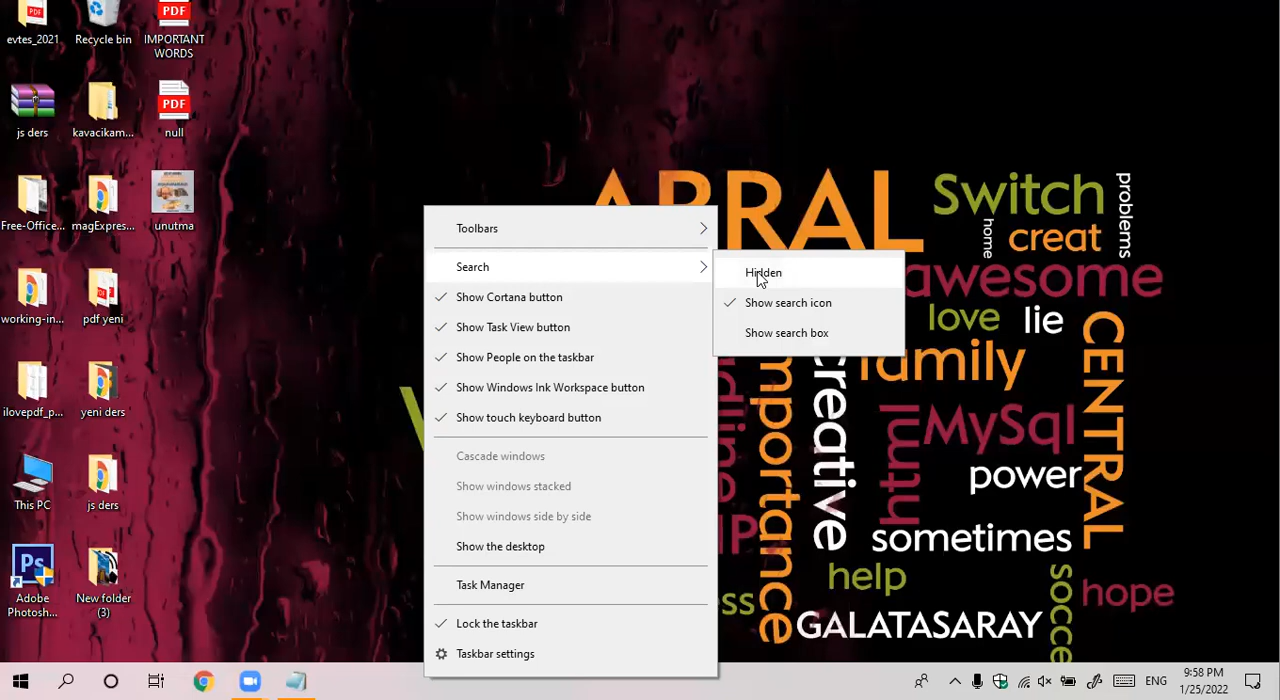 evtes_2021
Recycle bin
IMPORTANT
WORDS
PDF
PDF
js ders
kavacikam...
PDF
null
Free-Office...
magExpres...
unutma
working-in...
pdf yeni
ilovepdf_p...
yeni ders
This PC
js ders
Ps
Adobe
Photosh...
New folder
(3)
Toolbars
Search
Show Cortana button
Show Task View button
Show People on the taskbar
Show Windows Ink Workspace button
Show touch keyboard button
Cascade windows
Show windows stacked
Show windows side by side
Show the desktop
Task Manager
Lock the taskbar
Taskbar settings
Hidden
Show search icon
Show search box
Switch
problems
home
creat
awesome
love
lie
family
CENTRAL
creative
html
MySql
power
sometimes
help
socce
hope
GALATASARAY
ENG
9:58 PM
1/25/2022